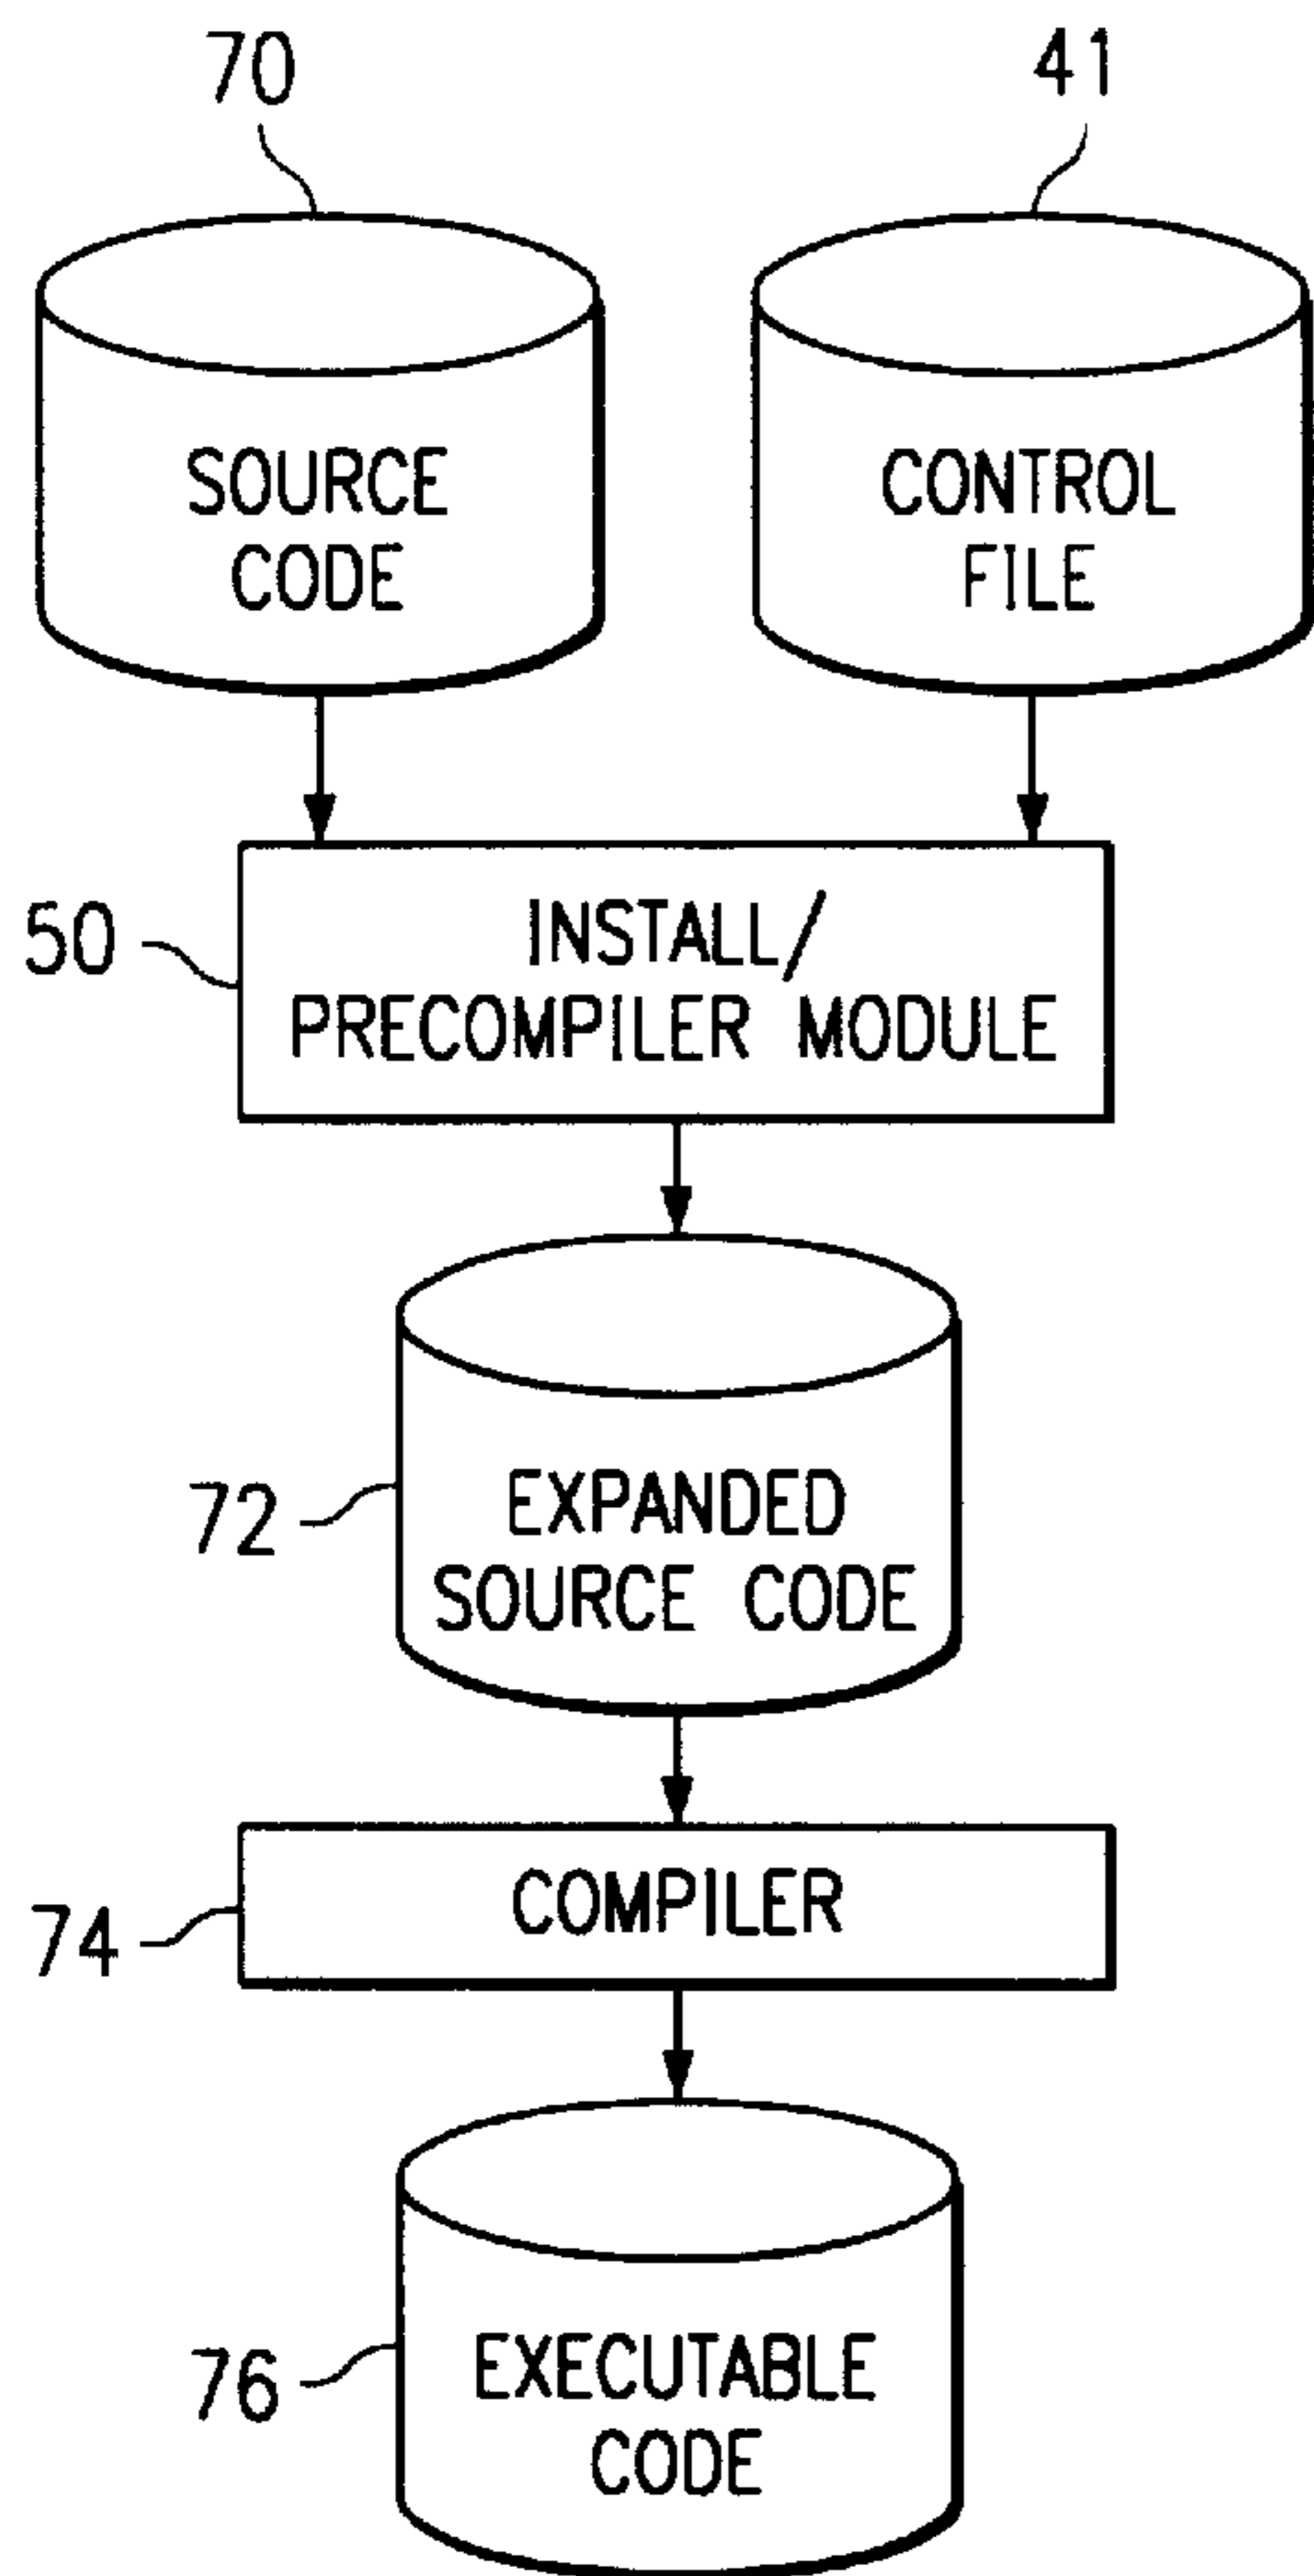 70
41
SOURCE
CODE
CONTROL
FILE
50
INSTALL/
PRECOMPILER MODULE
72
EXPANDED
SOURCE CODE
74
COMPILER
76
EXECUTABLE
CODE